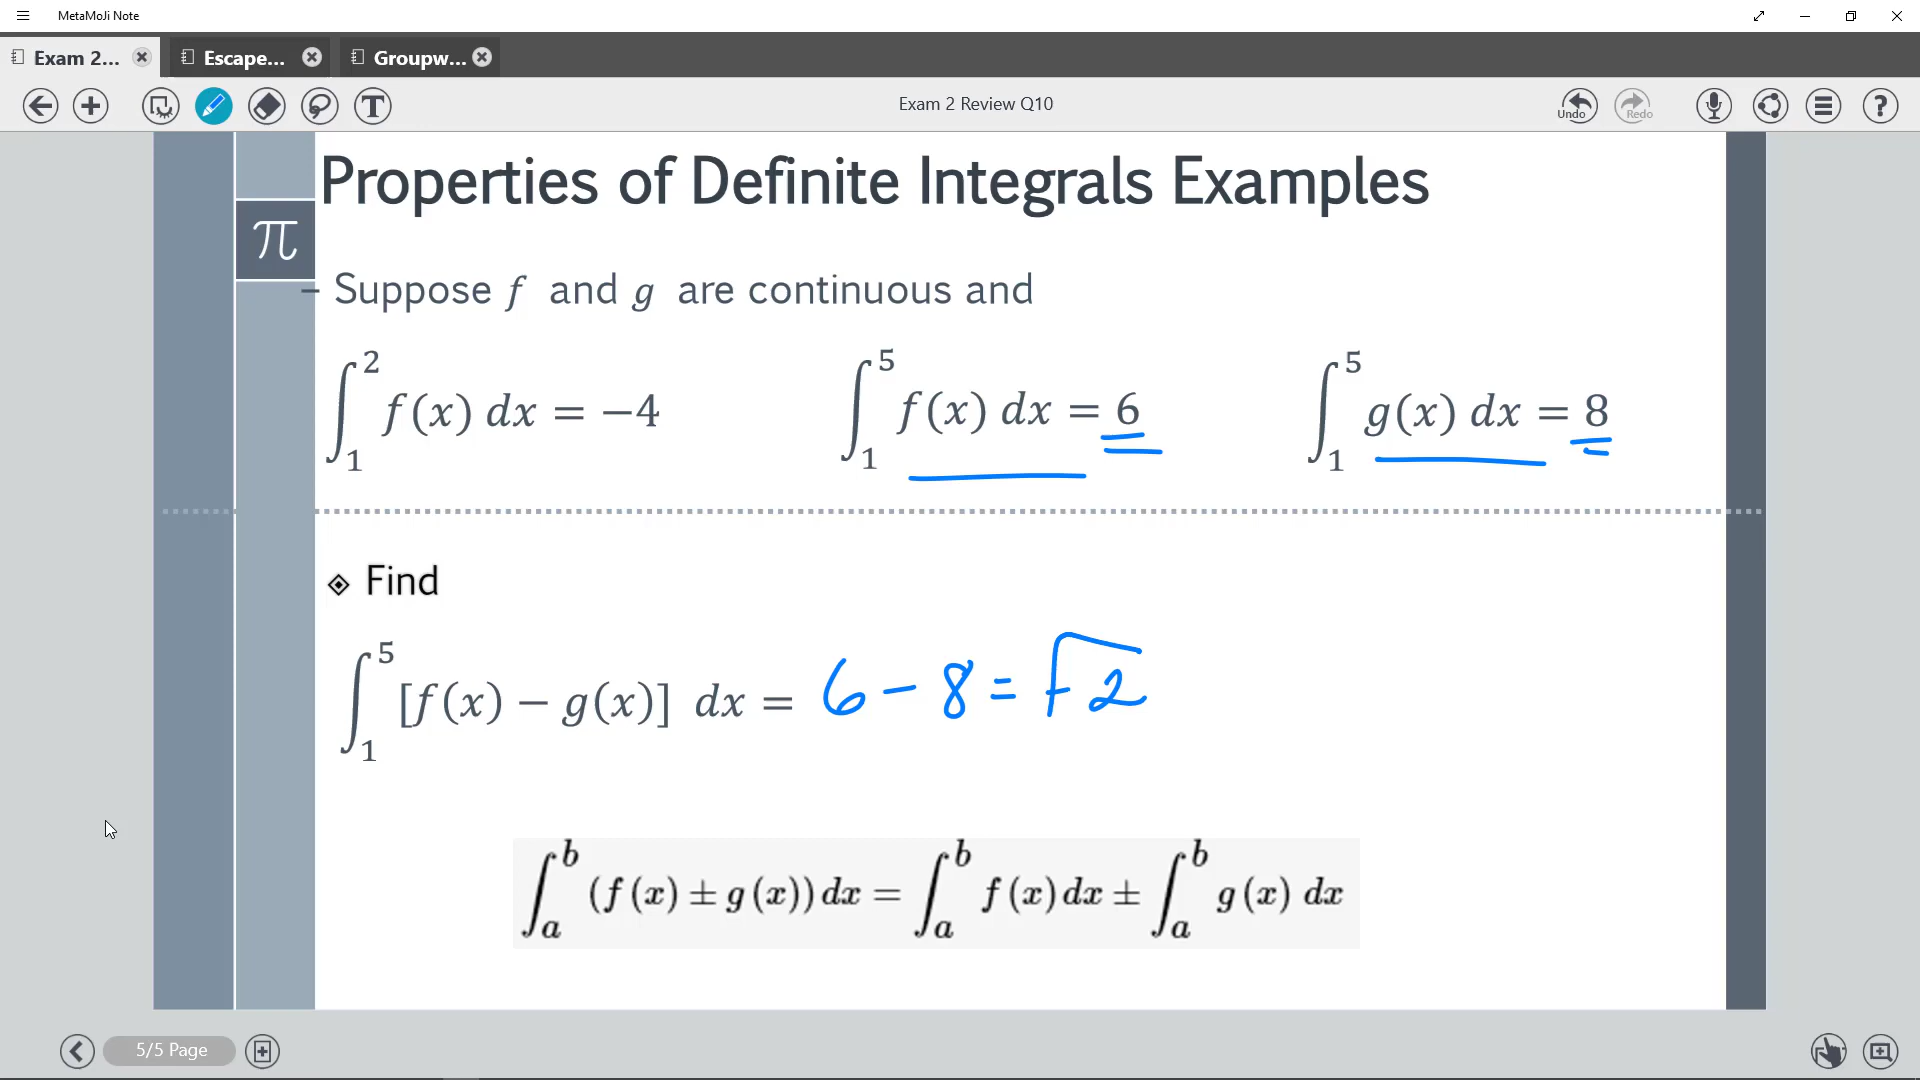 MetaMoJi Note
Exam 2... Escape... Groupw...
Exam 2 Review Q10
Undo Redo
Properties of Definite Integrals Examples
π
– Suppose f and g are continuous and
∫₁² f(x) dx = −4 ∫₁⁵ f(x) dx = 6 ∫₁⁵ g(x) dx = 8
Find
∫₁⁵ [f(x) − g(x)] dx = 6 − 8 = −2
∫ₐᵇ (f (x) ± g (x)) dx = ∫ₐᵇ f (x) dx ± ∫ₐᵇ g (x) dx
5/5 Page